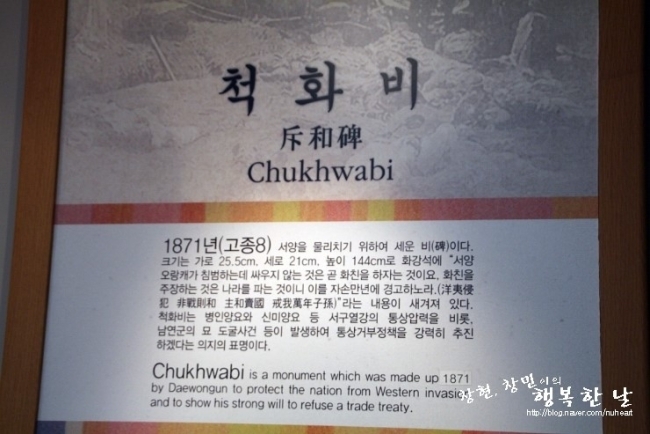 척 화 비
斥和碑
Chukhwabi
1871년(고종8) 서양을 물리치기 위하여 세운 비(碑)이다.
크기는 가로 25.5cm, 세로 21cm, 높이 144cm로 화강석에 "서양
오랑캐가 침범하는데 싸우지 않는 것은 곧 화친을 하자는 것이요, 화친을
주장하는 것은 나라를 파는 것이니 이를 자손만년에 경고하노라.(洋夷侵
犯 非戰則和 主和賣國 戒我萬年子孫)"라는 내용이 새겨져 있다.
척화비는 병인양요와 신미양요 등 서구열강의 통상압력을 비롯,
남연군의 묘 도굴사건 등이 발생하여 통상거부정책을 강력히 추진
하겠다는 의지의 표명이다.
Chukhwabi is a monument which was made up 1871
by Daewongun to protect the nation from Western invasion
and to show his strong will to refuse a trade treaty.
장현, 창민이의
행복한 날
http://blog.naver.com/nuheart